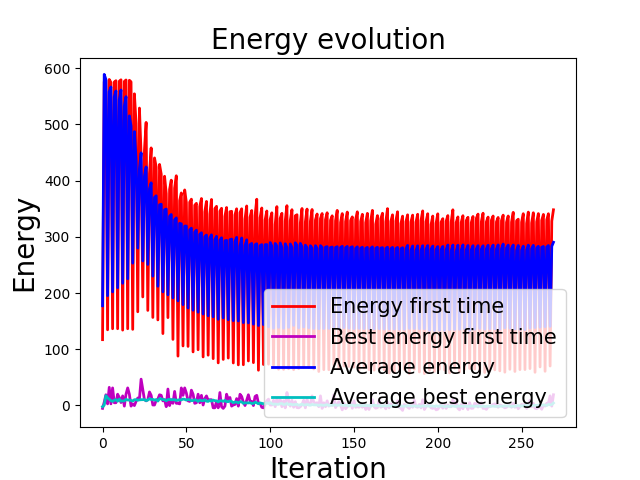 Energy evolution
600
500
400
300
200
100
0
Energy
Energy first time
Best energy first time
Average energy
Average best energy
0
50
100
150
200
250
Iteration